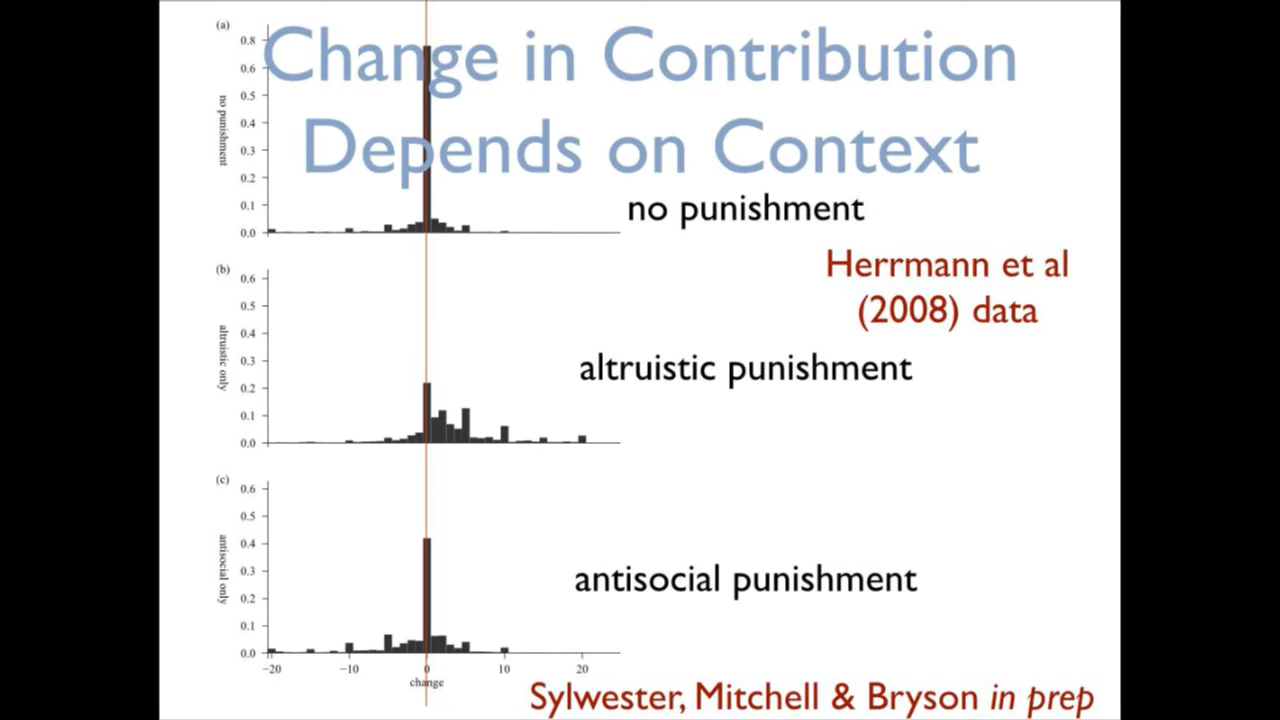 Change in Contribution
Depends on Context
(a)
no punishment
0.8
0.6
0.5
0.4
0.3
0.2
0.1
0.0
no punishment
Herrmann et al
(2008) data
(b)
altruistic only
0.6
0.5
0.4
0.3
0.2
0.1
0.0
altruistic punishment
(c)
antisocial only
0.6
0.5
0.4
0.3
0.2
0.1
0.0
antisocial punishment
−20 −10 0 10 20
change
Sylwester, Mitchell & Bryson in prep